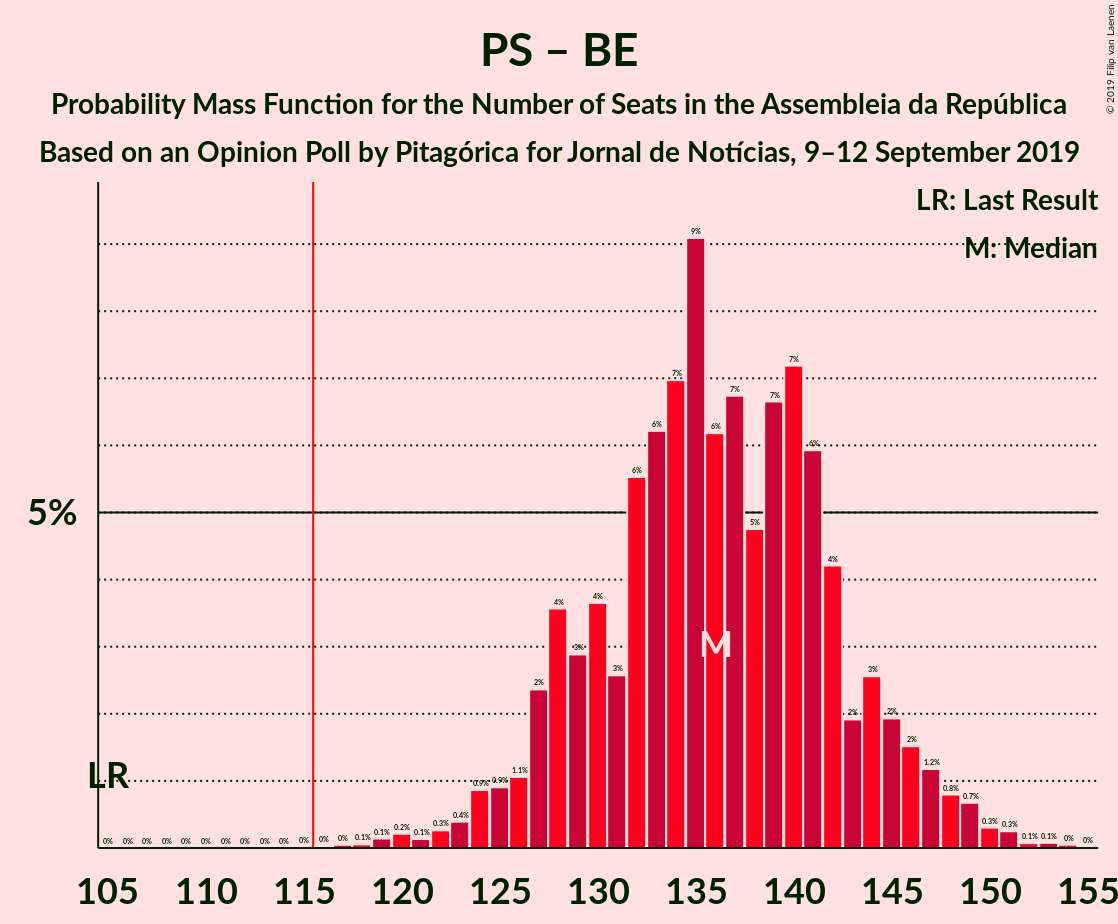 PS – BE
Probability Mass Function for the Number of Seats in the Assembleia da República
Based on an Opinion Poll by Pitagórica for Jornal de Notícias, 9–12 September 2019
© 2019 Filip van Laenen
LR: Last Result
M: Median
5%
LR
M
0% 0% 0% 0% 0% 0% 0% 0% 0% 0% 0% 0% 0% 0.1% 0.1% 0.2% 0.1% 0.3% 0.4% 0.9% 0.9% 1.1% 2% 4% 3% 4% 3% 6% 6% 7% 9% 6% 7% 5% 7% 7% 6% 4% 2% 3% 2% 2% 1.2% 0.8% 0.7% 0.3% 0.3% 0.1% 0.1% 0% 0%
105 110 115 120 125 130 135 140 145 150 155